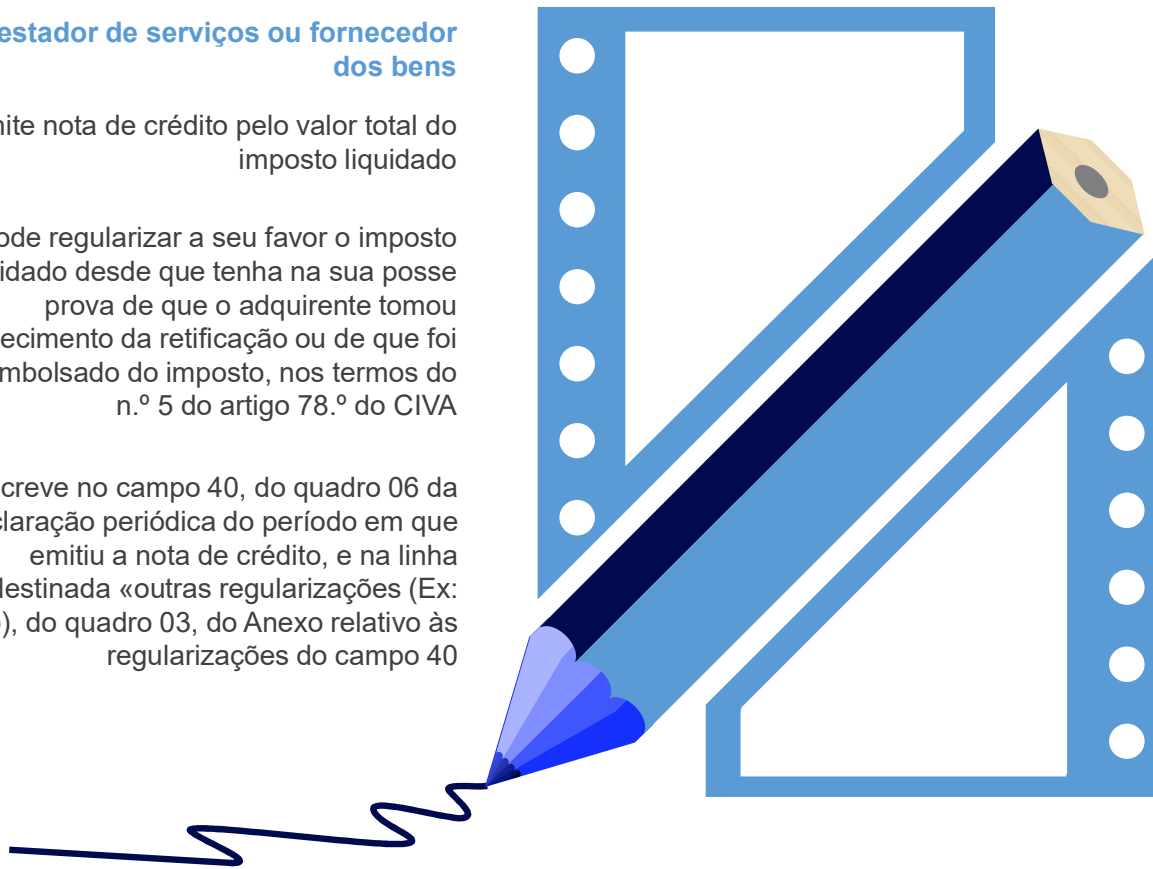 estador de serviços ou fornecedor
dos bens
nite nota de crédito pelo valor total do
imposto liquidado
ode regularizar a seu favor o imposto
idado desde que tenha na sua posse
prova de que o adquirente tomou
ecimento da retificação ou de que foi
mbolsado do imposto, nos termos do
n.º 5 do artigo 78.º do CIVA
creve no campo 40, do quadro 06 da
claração periódica do período em que
emitiu a nota de crédito, e na linha
destinada «outras regularizações (Ex:
), do quadro 03, do Anexo relativo às
regularizações do campo 40